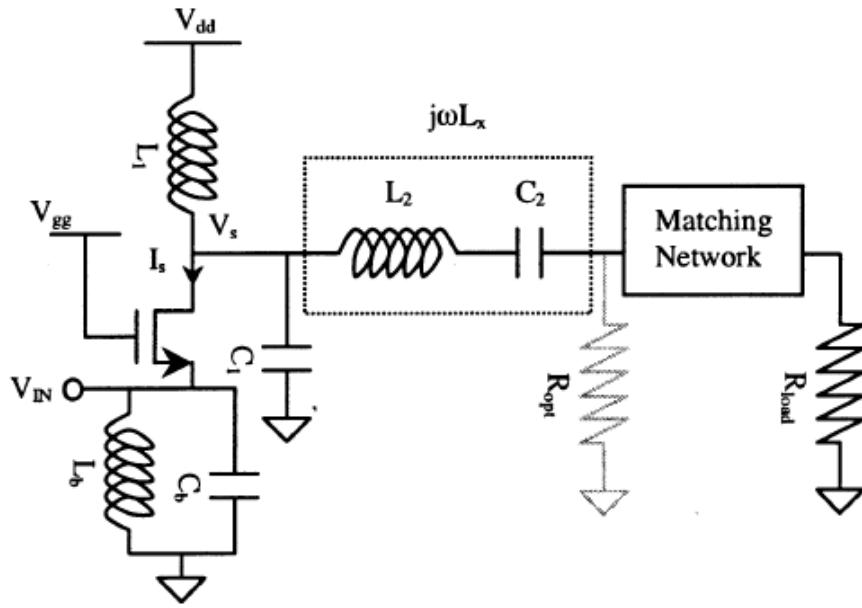 V_dd
jωL_x
L_1
L_2
C_2
V_gg
V_s
Matching
Network
I_s
C_1
V_IN
R_opt
R_load
L_b
C_b